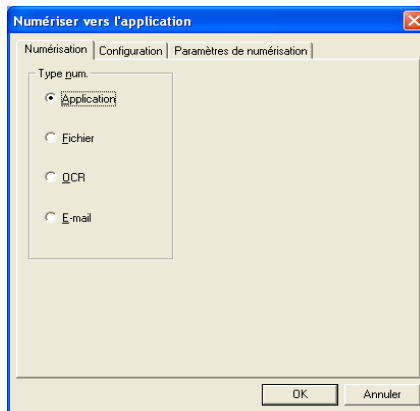 Numériser vers l'application
Numérisation Configuration Paramètres de numérisation
Type num.
Application
Fichier
OCR
E-mail
OK Annuler